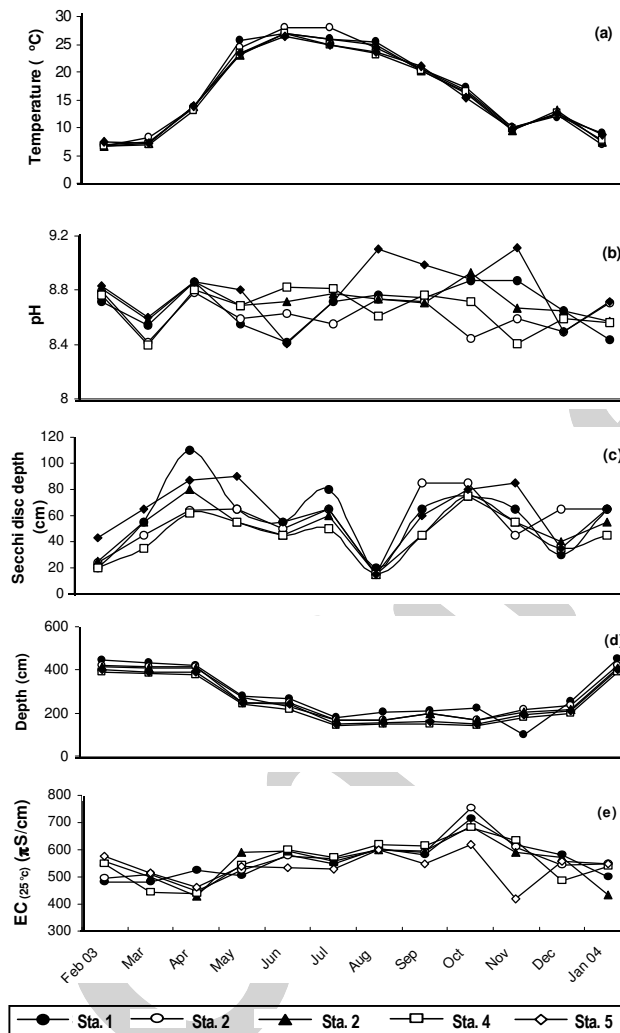 30
25
20
15
10
5
0
Temperature ( °C)
(a)
9.2
8.8
8.4
8
pH
(b)
120
100
80
60
40
20
0
Secchi disc depth
(cm)
(c)
600
400
200
0
Depth (cm)
(d)
800
700
600
500
400
300
EC (25 °c) (πS/cm)
(e)
Feb 03 Mar Apr May Jun Jul Aug Sep Oct Nov Dec Jan 04
Sta. 1 Sta. 2 Sta. 2 Sta. 4 Sta. 5